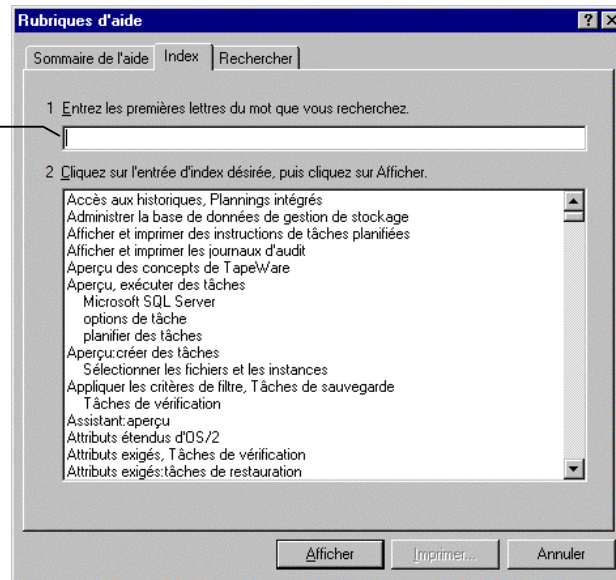 Rubriques d'aide
Sommaire de l'aide Index Rechercher
1 Entrez les premières lettres du mot que vous recherchez.
2 Cliquez sur l'entrée d'index désirée, puis cliquez sur Afficher.
Accès aux historiques, Plannings intégrés
Administrer la base de données de gestion de stockage
Afficher et imprimer des instructions de tâches planifiées
Afficher et imprimer les journaux d'audit
Aperçu des concepts de TapeWare
Aperçu, exécuter des tâches
Microsoft SQL Server
options de tâche
planifier des tâches
Aperçu:créer des tâches
Sélectionner les fichiers et les instances
Appliquer les critères de filtre, Tâches de sauvegarde
Tâches de vérification
Assistant:aperçu
Attributs étendus d'OS/2
Attributs exigés, Tâches de vérification
Attributs exigés:tâches de restauration
Afficher Imprimer... Annuler